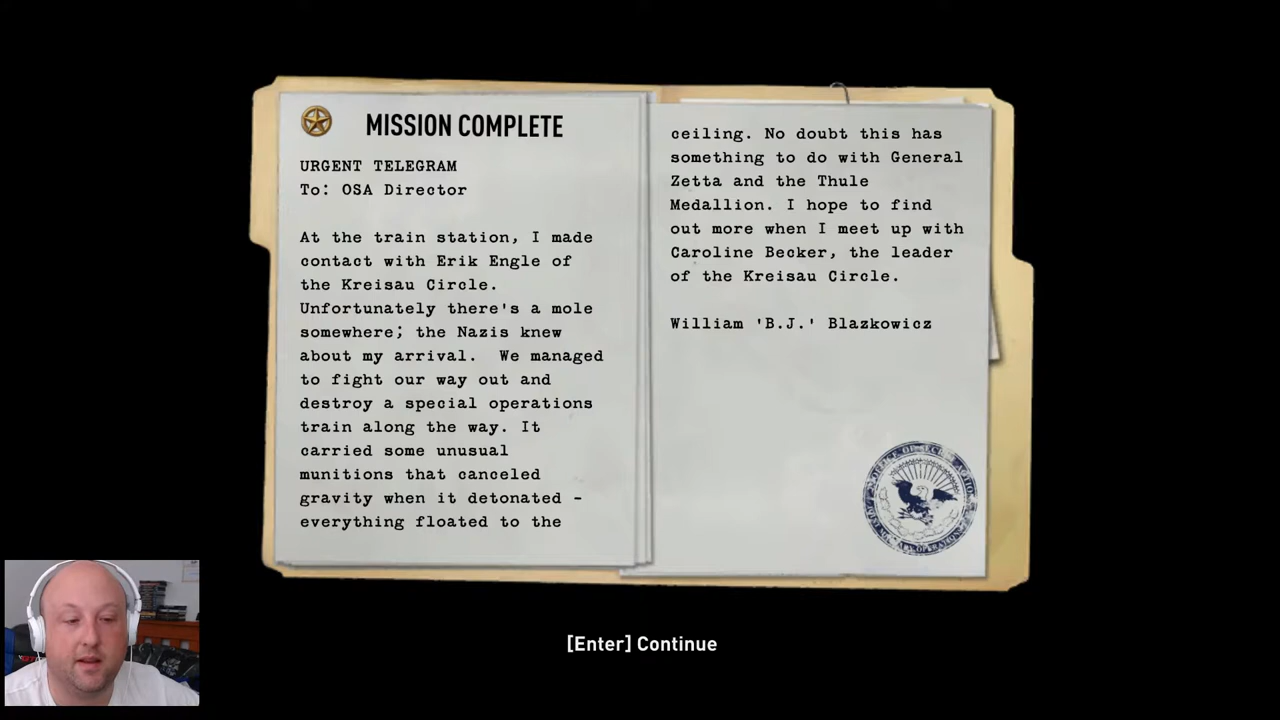 MISSION COMPLETE
URGENT TELEGRAM
To: OSA Director
At the train station, I made
contact with Erik Engle of
the Kreisau Circle.
Unfortunately there's a mole
somewhere; the Nazis knew
about my arrival.  We managed
to fight our way out and
destroy a special operations
train along the way. It
carried some unusual
munitions that canceled
gravity when it detonated -
everything floated to the
ceiling. No doubt this has
something to do with General
Zetta and the Thule
Medallion. I hope to find
out more when I meet up with
Caroline Becker, the leader
of the Kreisau Circle.
William 'B.J.' Blazkowicz
[Enter] Continue